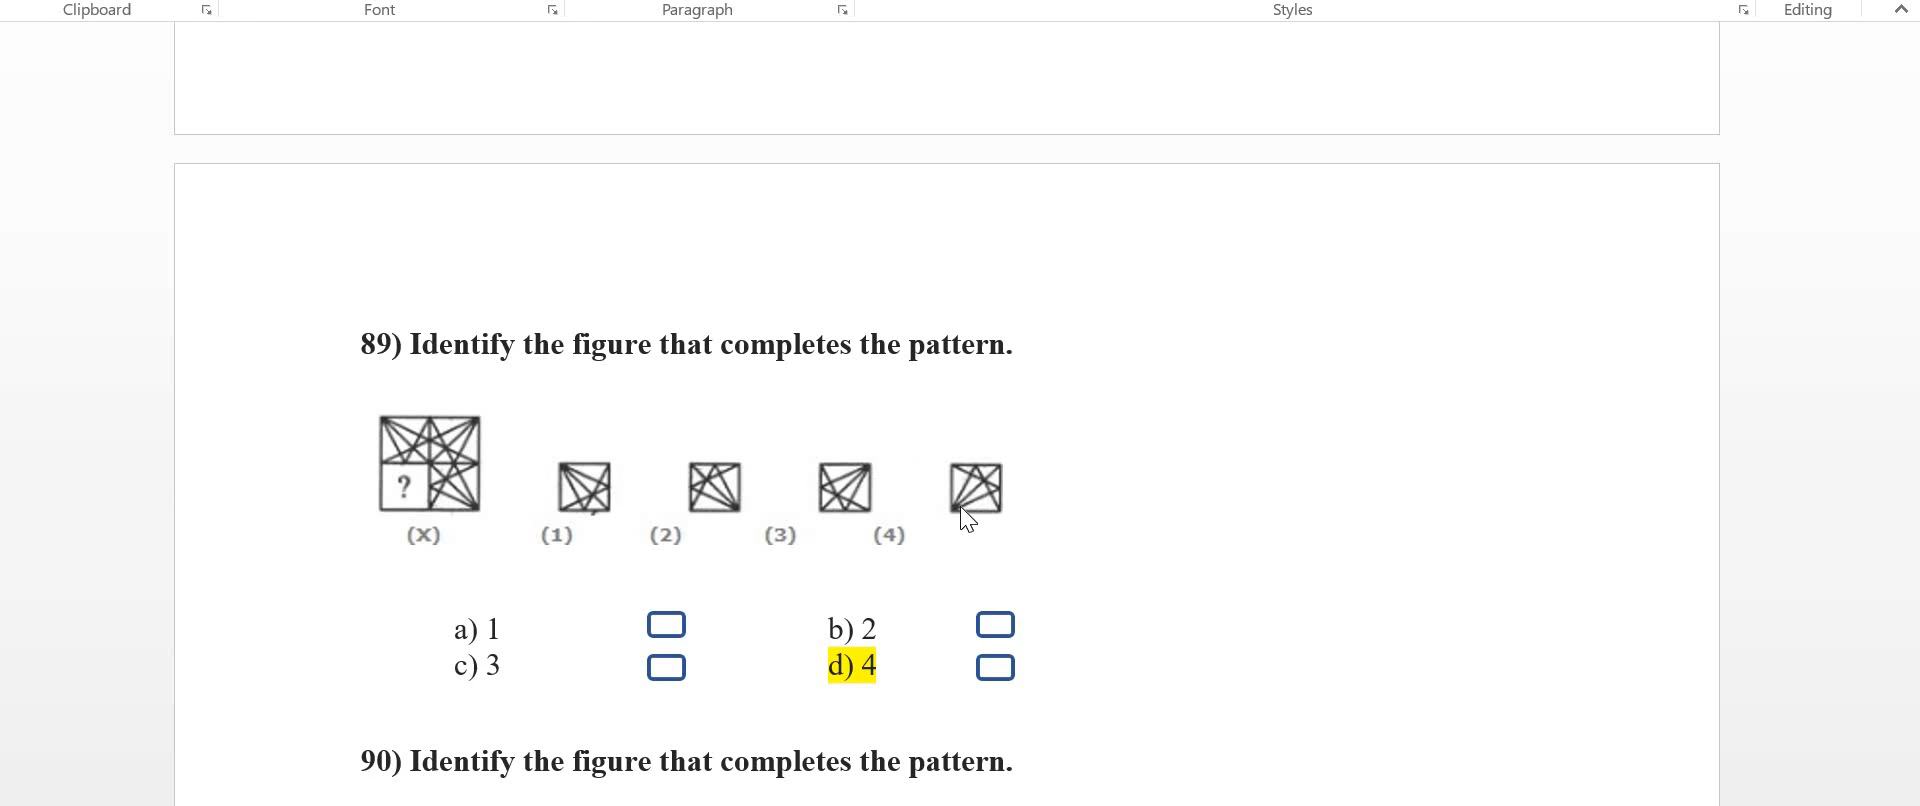 Clipboard Font Paragraph Styles Editing
89) Identify the figure that completes the pattern.
?
(X) (1) (2) (3) (4)
a) 1 b) 2
c) 3 d) 4
90) Identify the figure that completes the pattern.